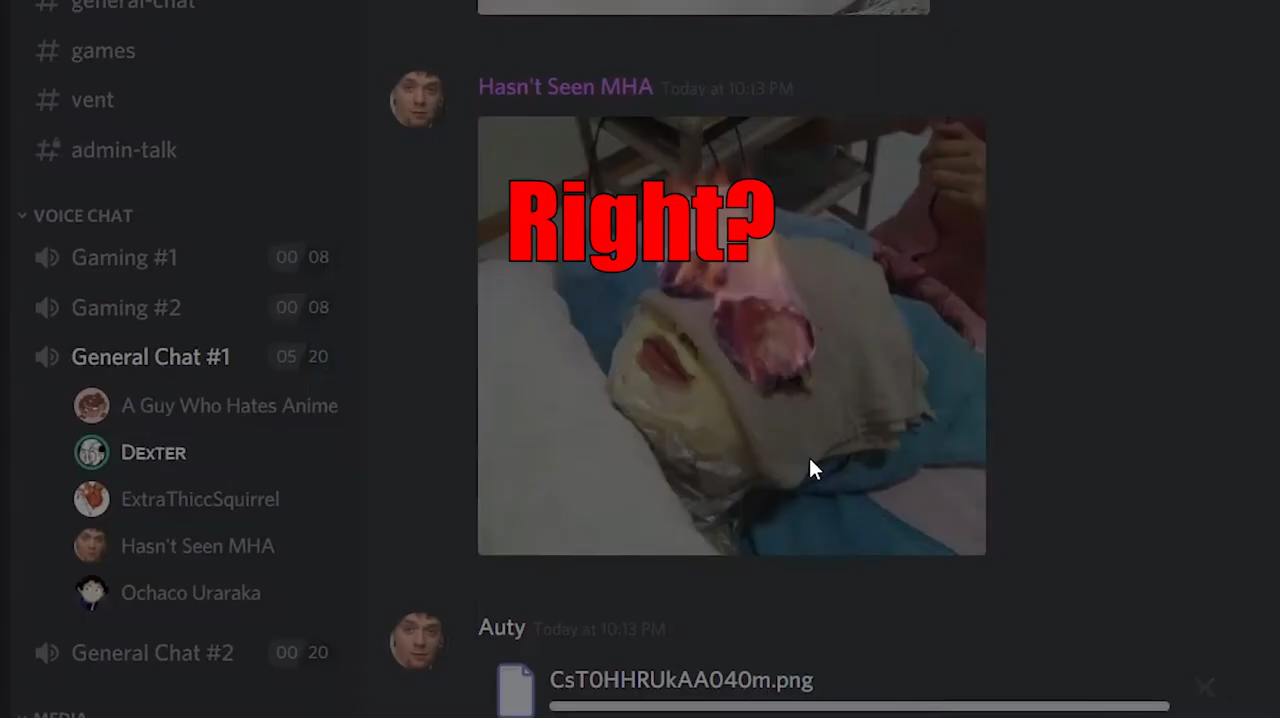 general-chat
games
vent
admin-talk
VOICE CHAT
Gaming #1 00 08
Gaming #2 00 08
General Chat #1 05 20
A Guy Who Hates Anime
DEXTER
ExtraThiccSquirrel
Hasn't Seen MHA
Ochaco Uraraka
General Chat #2 00 20
MEDIA
Hasn't Seen MHA Today at 10:13 PM
Right?
Auty Today at 10:13 PM
CsT0HHRUkAA040m.png